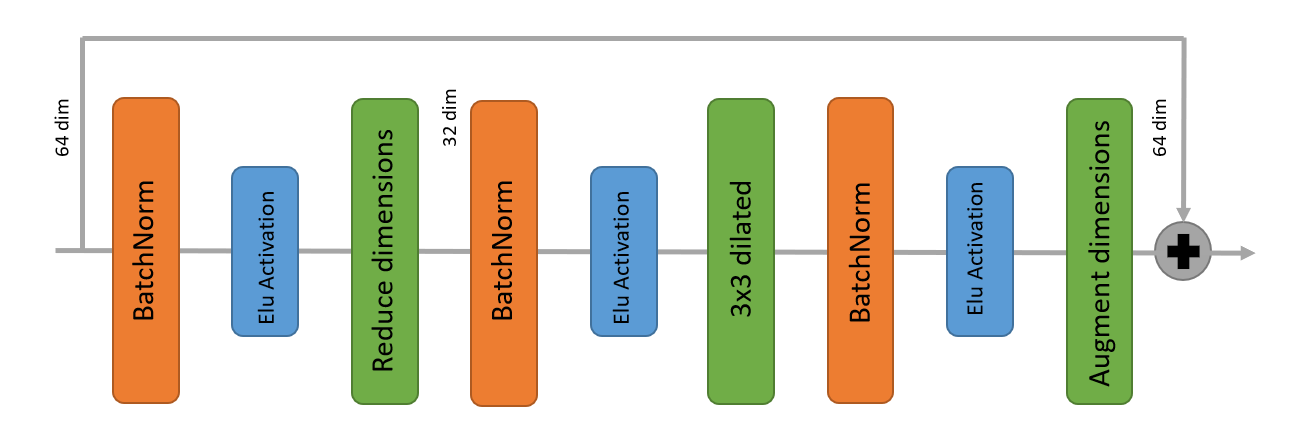 64 dim
BatchNorm
Elu Activation
Reduce dimensions
32 dim
BatchNorm
Elu Activation
3x3 dilated
BatchNorm
Elu Activation
Augment dimensions
64 dim